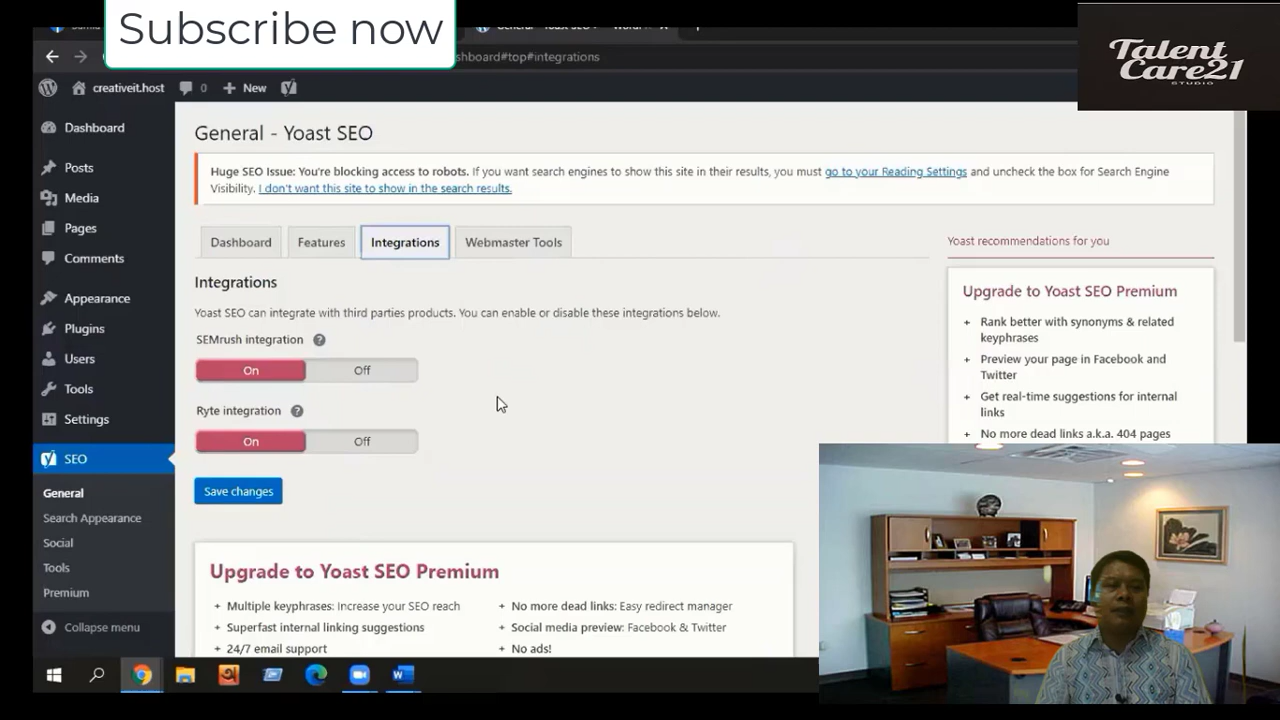 Subscribe now
Talent
Care21
STUDIO
shboard#top#integrations
creativeit.host
0
New
Dashboard
Posts
Media
Pages
Comments
Appearance
Plugins
Users
Tools
Settings
SEO
General
Search Appearance
Social
Tools
Premium
Collapse menu
General - Yoast SEO
Huge SEO Issue: You're blocking access to robots. If you want search engines to show this site in their results, you must go to your Reading Settings and uncheck the box for Search Engine
Visibility. I don't want this site to show in the search results.
Dashboard
Features
Integrations
Webmaster Tools
Integrations
Yoast SEO can integrate with third parties products. You can enable or disable these integrations below.
SEMrush integration
On
Off
Ryte integration
On
Off
Save changes
Upgrade to Yoast SEO Premium
+ Multiple keyphrases: Increase your SEO reach
+ Superfast internal linking suggestions
+ 24/7 email support
+ No more dead links: Easy redirect manager
+ Social media preview: Facebook & Twitter
+ No ads!
Yoast recommendations for you
Upgrade to Yoast SEO Premium
+ Rank better with synonyms & related
keyphrases
+ Preview your page in Facebook and
Twitter
+ Get real-time suggestions for internal
links
+ No more dead links a.k.a. 404 pages